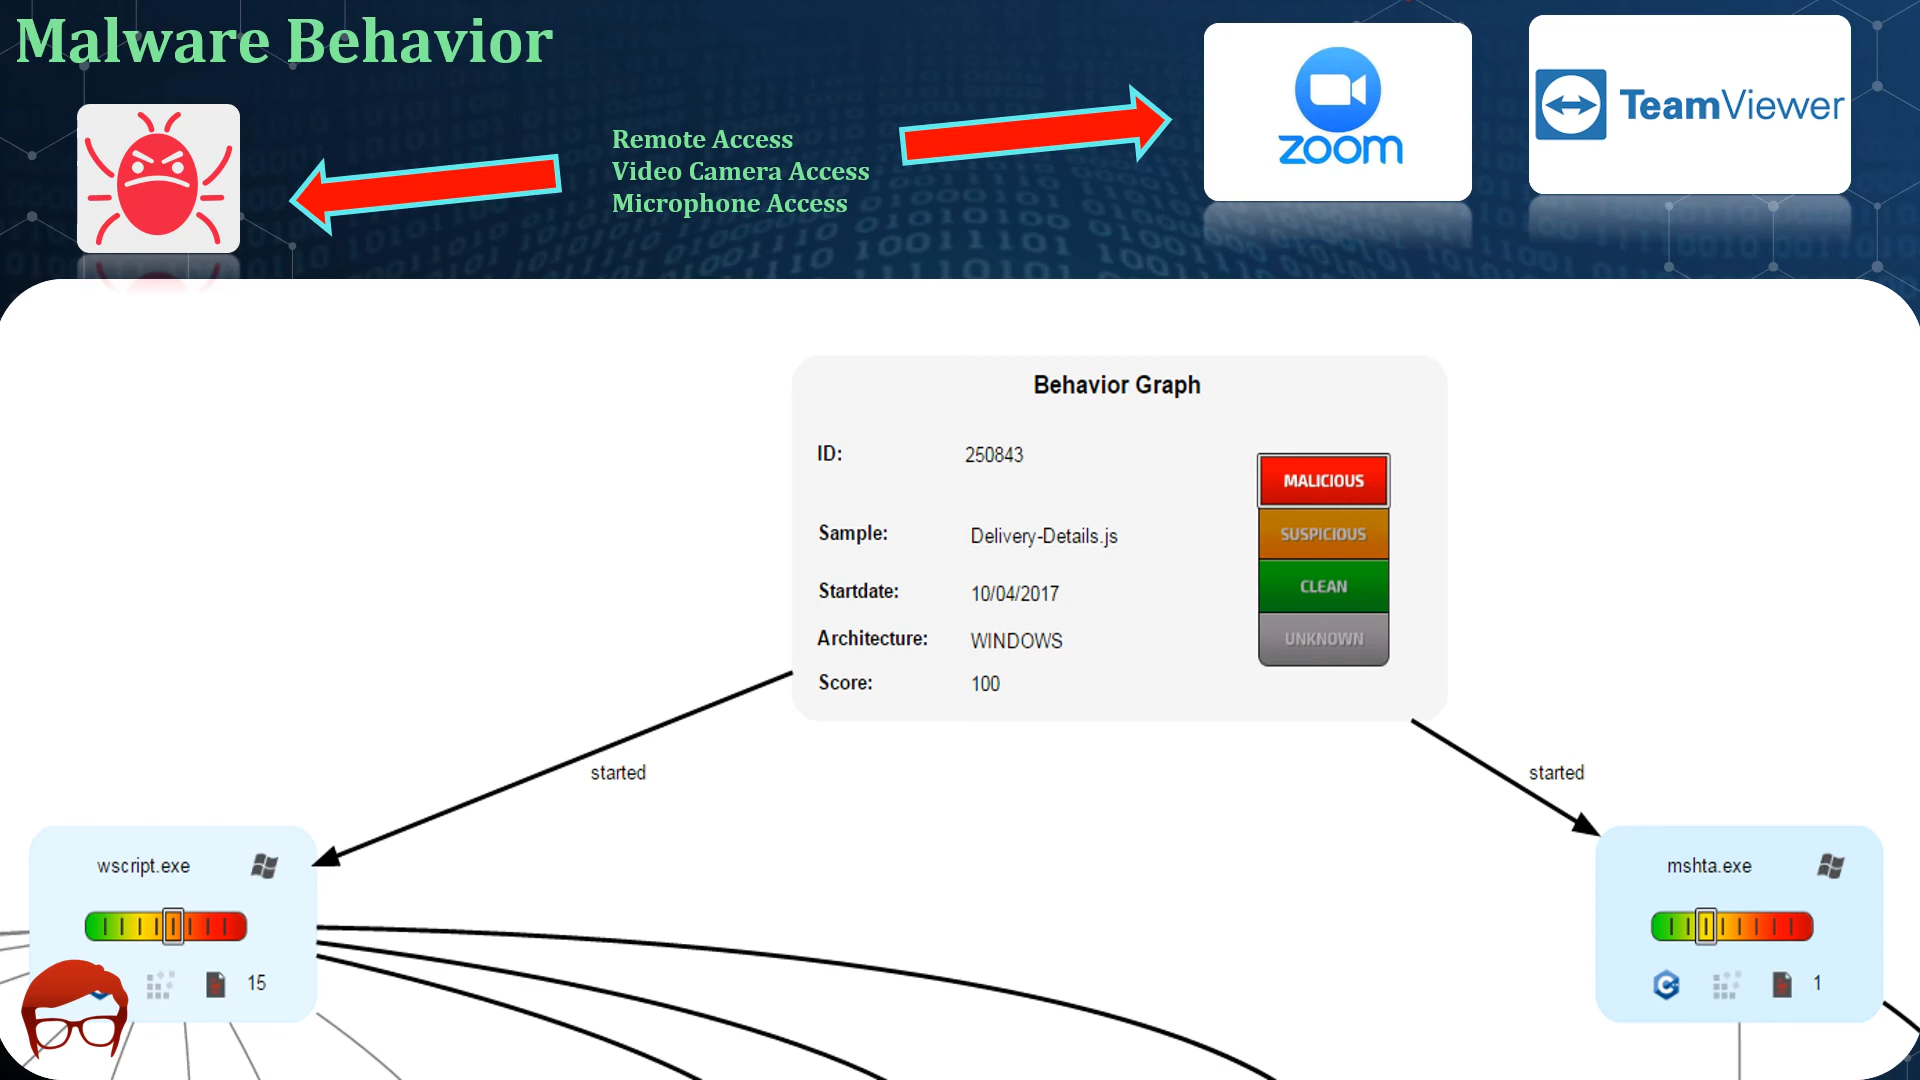 Malware Behavior
Remote Access
Video Camera Access
Microphone Access
zoom
TeamViewer
Behavior Graph
ID: 250843
Sample: Delivery-Details.js
Startdate: 10/04/2017
Architecture: WINDOWS
Score: 100
MALICIOUS
SUSPICIOUS
CLEAN
UNKNOWN
started
started
wscript.exe
15
mshta.exe
C
1